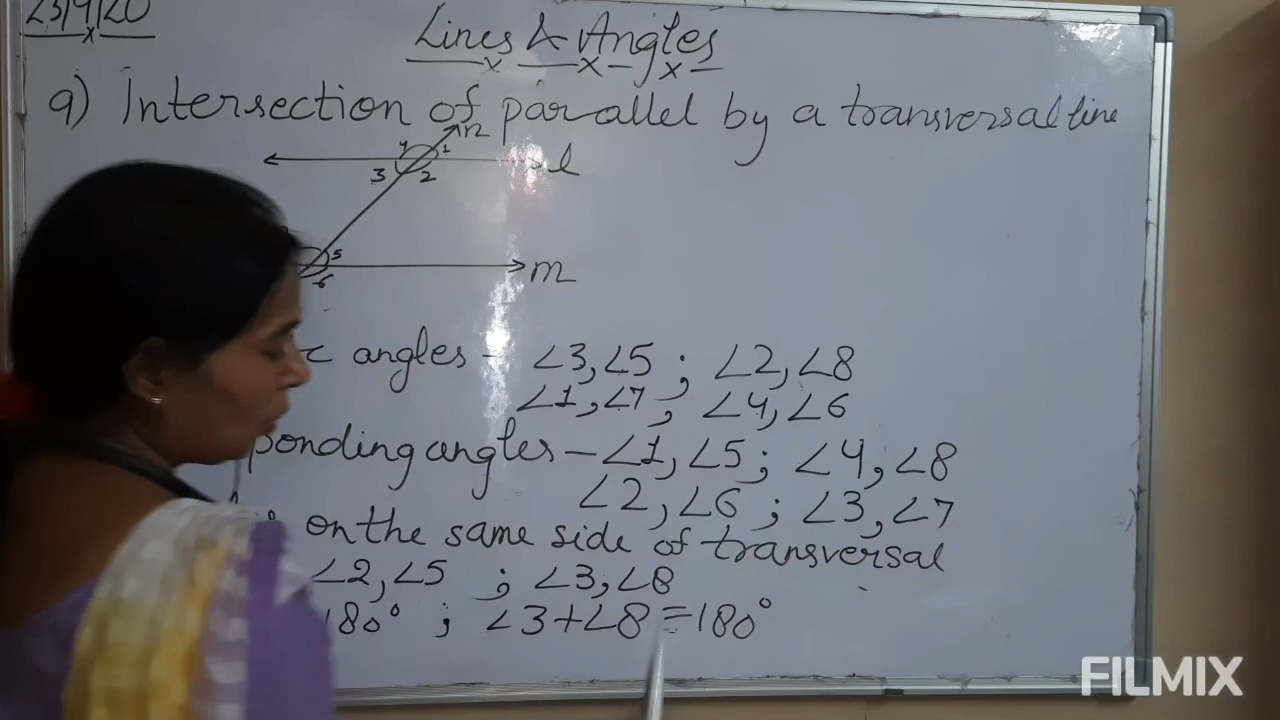 23/9/20
Lines & Angles
9) Intersection of parallel by a transversal line
n
4 1
l
3 2
5
m
6
angles - ∠3,∠5 ; ∠2,∠8
∠1,∠7 ; ∠4,∠6
ponding angles - ∠1,∠5 ; ∠4,∠8
∠2,∠6 ; ∠3,∠7
on the same side of transversal
∠2,∠5 ; ∠3,∠8
180° ; ∠3+∠8=180°
FILMIX